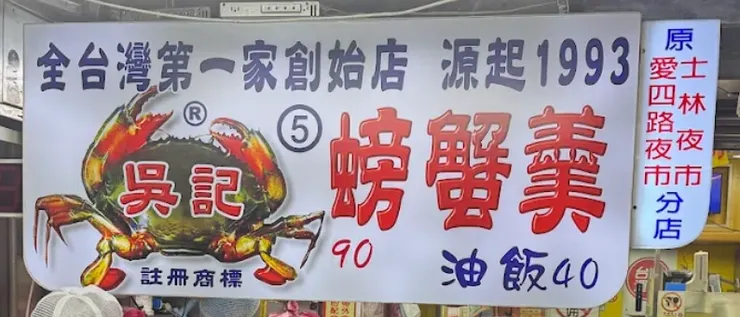 全台灣第一家創始店 源起1993
®
吳記
註冊商標
⑤ 螃蟹羹
90
油飯40
原
士林夜市
愛四路夜市
分店